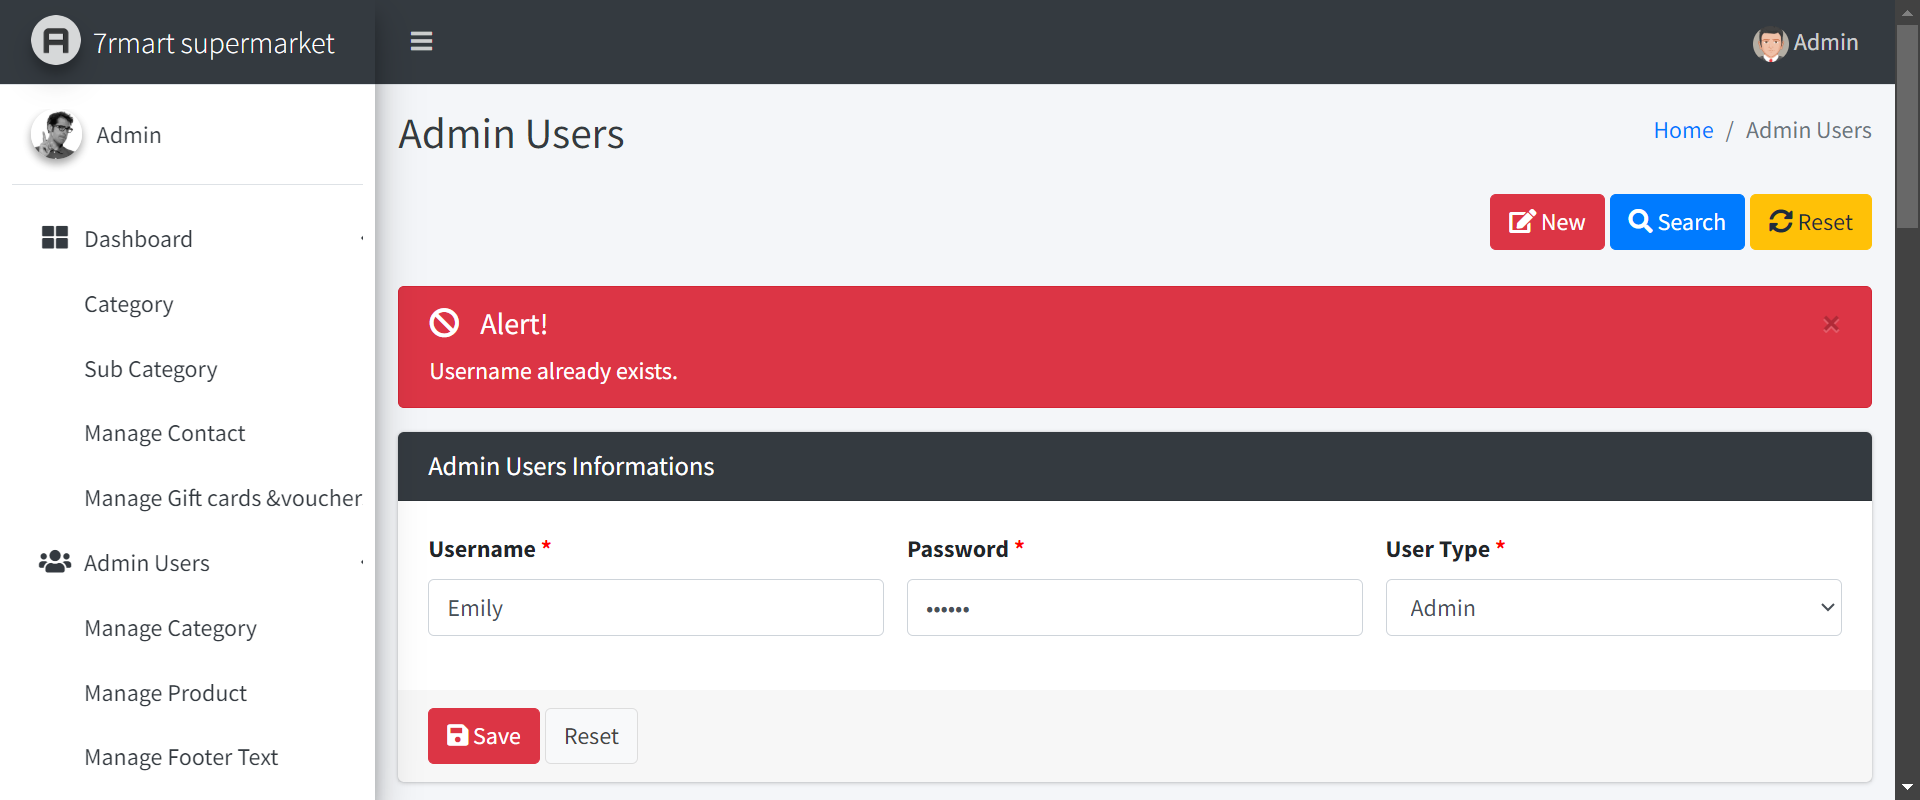 7rmart supermarket
Admin
Admin
Dashboard
Category
Sub Category
Manage Contact
Manage Gift cards &voucher
Admin Users
Manage Category
Manage Product
Manage Footer Text
Admin Users
Home / Admin Users
New Search Reset
Alert!
×
Username already exists.
Admin Users Informations
Username * Password * User Type *
Emily •••••• Admin
Save Reset